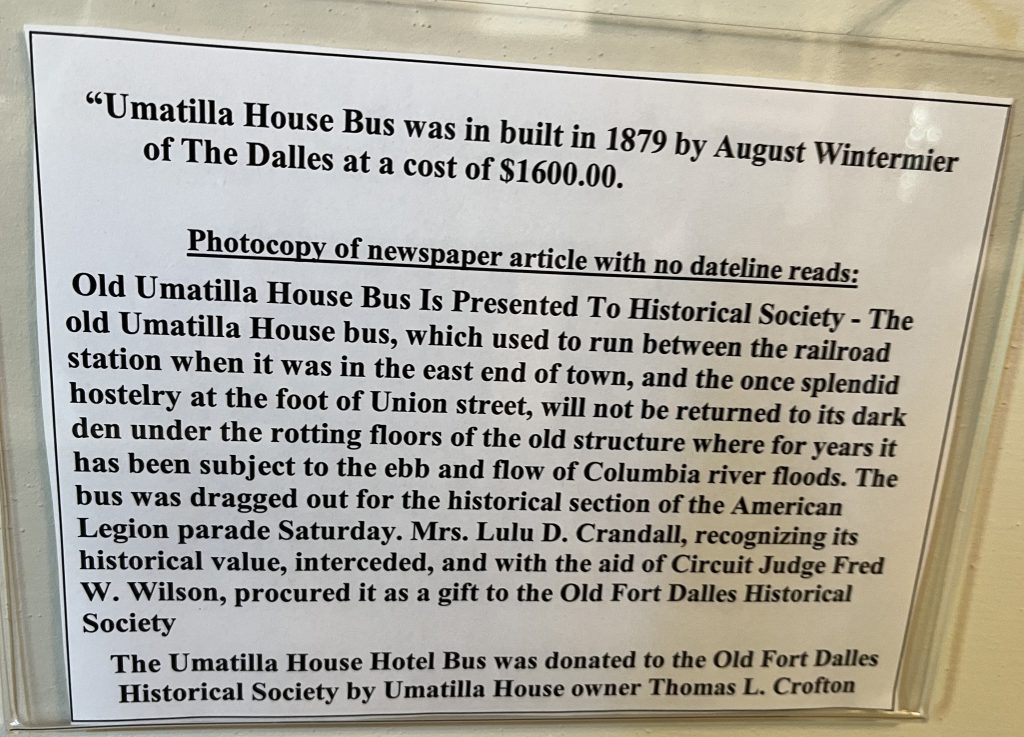 “Umatilla House Bus was in built in 1879 by August Wintermier
of The Dalles at a cost of $1600.00.
Photocopy of newspaper article with no dateline reads:
Old Umatilla House Bus Is Presented To Historical Society - The
old Umatilla House bus, which used to run between the railroad
station when it was in the east end of town, and the once splendid
hostelry at the foot of Union street, will not be returned to its dark
den under the rotting floors of the old structure where for years it
has been subject to the ebb and flow of Columbia river floods. The
bus was dragged out for the historical section of the American
Legion parade Saturday. Mrs. Lulu D. Crandall, recognizing its
historical value, interceded, and with the aid of Circuit Judge Fred
W. Wilson, procured it as a gift to the Old Fort Dalles Historical
Society
The Umatilla House Hotel Bus was donated to the Old Fort Dalles
Historical Society by Umatilla House owner Thomas L. Crofton